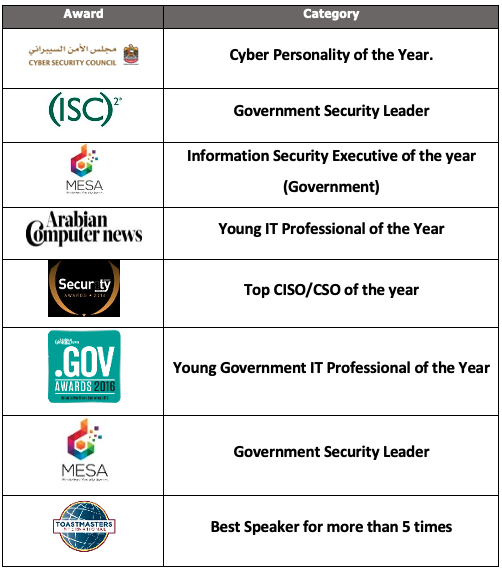 Award Category
مجلس الأمن السيبراني
CYBER SECURITY COUNCIL
Cyber Personality of the Year.
(ISC)2®
Government Security Leader
MESA
Information Security Executive of the year
(Government)
Arabian
Computer news
Young IT Professional of the Year
Security
AWARDS • 2016
Top CISO/CSO of the year
.GOV
AWARDS 2016
Young Government IT Professional of the Year
MESA
Government Security Leader
TOASTMASTERS
INTERNATIONAL
Best Speaker for more than 5 times